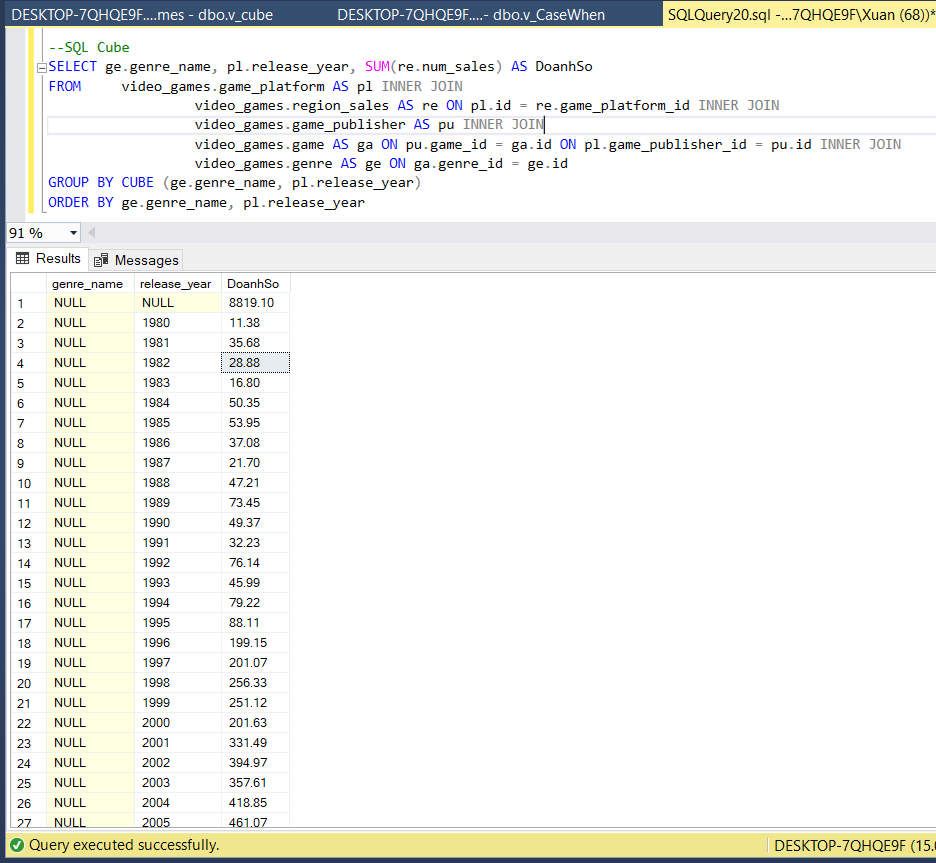 DESKTOP-7QHQE9F....mes - dbo.v_cube DESKTOP-7QHQE9F....- dbo.v_CaseWhen SQLQuery20.sql -...7QHQE9F\Xuan (68))*
--SQL Cube
SELECT ge.genre_name, pl.release_year, SUM(re.num_sales) AS DoanhSo
FROM video_games.game_platform AS pl INNER JOIN
video_games.region_sales AS re ON pl.id = re.game_platform_id INNER JOIN
video_games.game_publisher AS pu INNER JOIN
video_games.game AS ga ON pu.game_id = ga.id ON pl.game_publisher_id = pu.id INNER JOIN
video_games.genre AS ge ON ga.genre_id = ge.id
GROUP BY CUBE (ge.genre_name, pl.release_year)
ORDER BY ge.genre_name, pl.release_year
91 %
Results Messages
genre_name release_year DoanhSo
1 NULL NULL 8819.10
2 NULL 1980 11.38
3 NULL 1981 35.68
4 NULL 1982 28.88
5 NULL 1983 16.80
6 NULL 1984 50.35
7 NULL 1985 53.95
8 NULL 1986 37.08
9 NULL 1987 21.70
10 NULL 1988 47.21
11 NULL 1989 73.45
12 NULL 1990 49.37
13 NULL 1991 32.23
14 NULL 1992 76.14
15 NULL 1993 45.99
16 NULL 1994 79.22
17 NULL 1995 88.11
18 NULL 1996 199.15
19 NULL 1997 201.07
20 NULL 1998 256.33
21 NULL 1999 251.12
22 NULL 2000 201.63
23 NULL 2001 331.49
24 NULL 2002 394.97
25 NULL 2003 357.61
26 NULL 2004 418.85
27 NULL 2005 461.07
Query executed successfully. DESKTOP-7QHQE9F (15.0